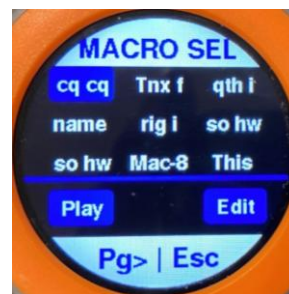 MACRO SEL
cq cq Tnx f qth i
name rig i so hw
so hw Mac-8 This
Play Edit
Pg> | Esc